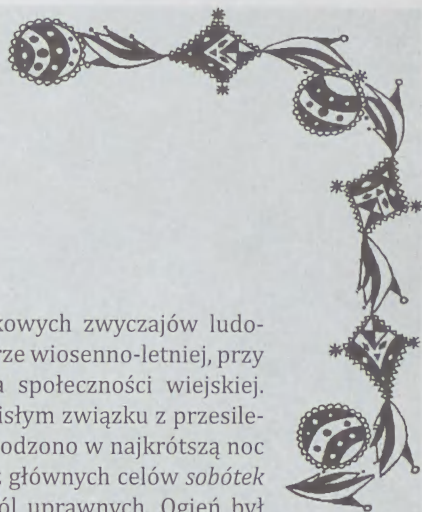 kowych zwyczajów ludo-
rze wiosenno-letniej, przy
a społeczności wiejskiej.
isłym związku z przesile-
odzono w najkrótszą noc
z głównych celów sobótek
ól uprawnych. Ogień był